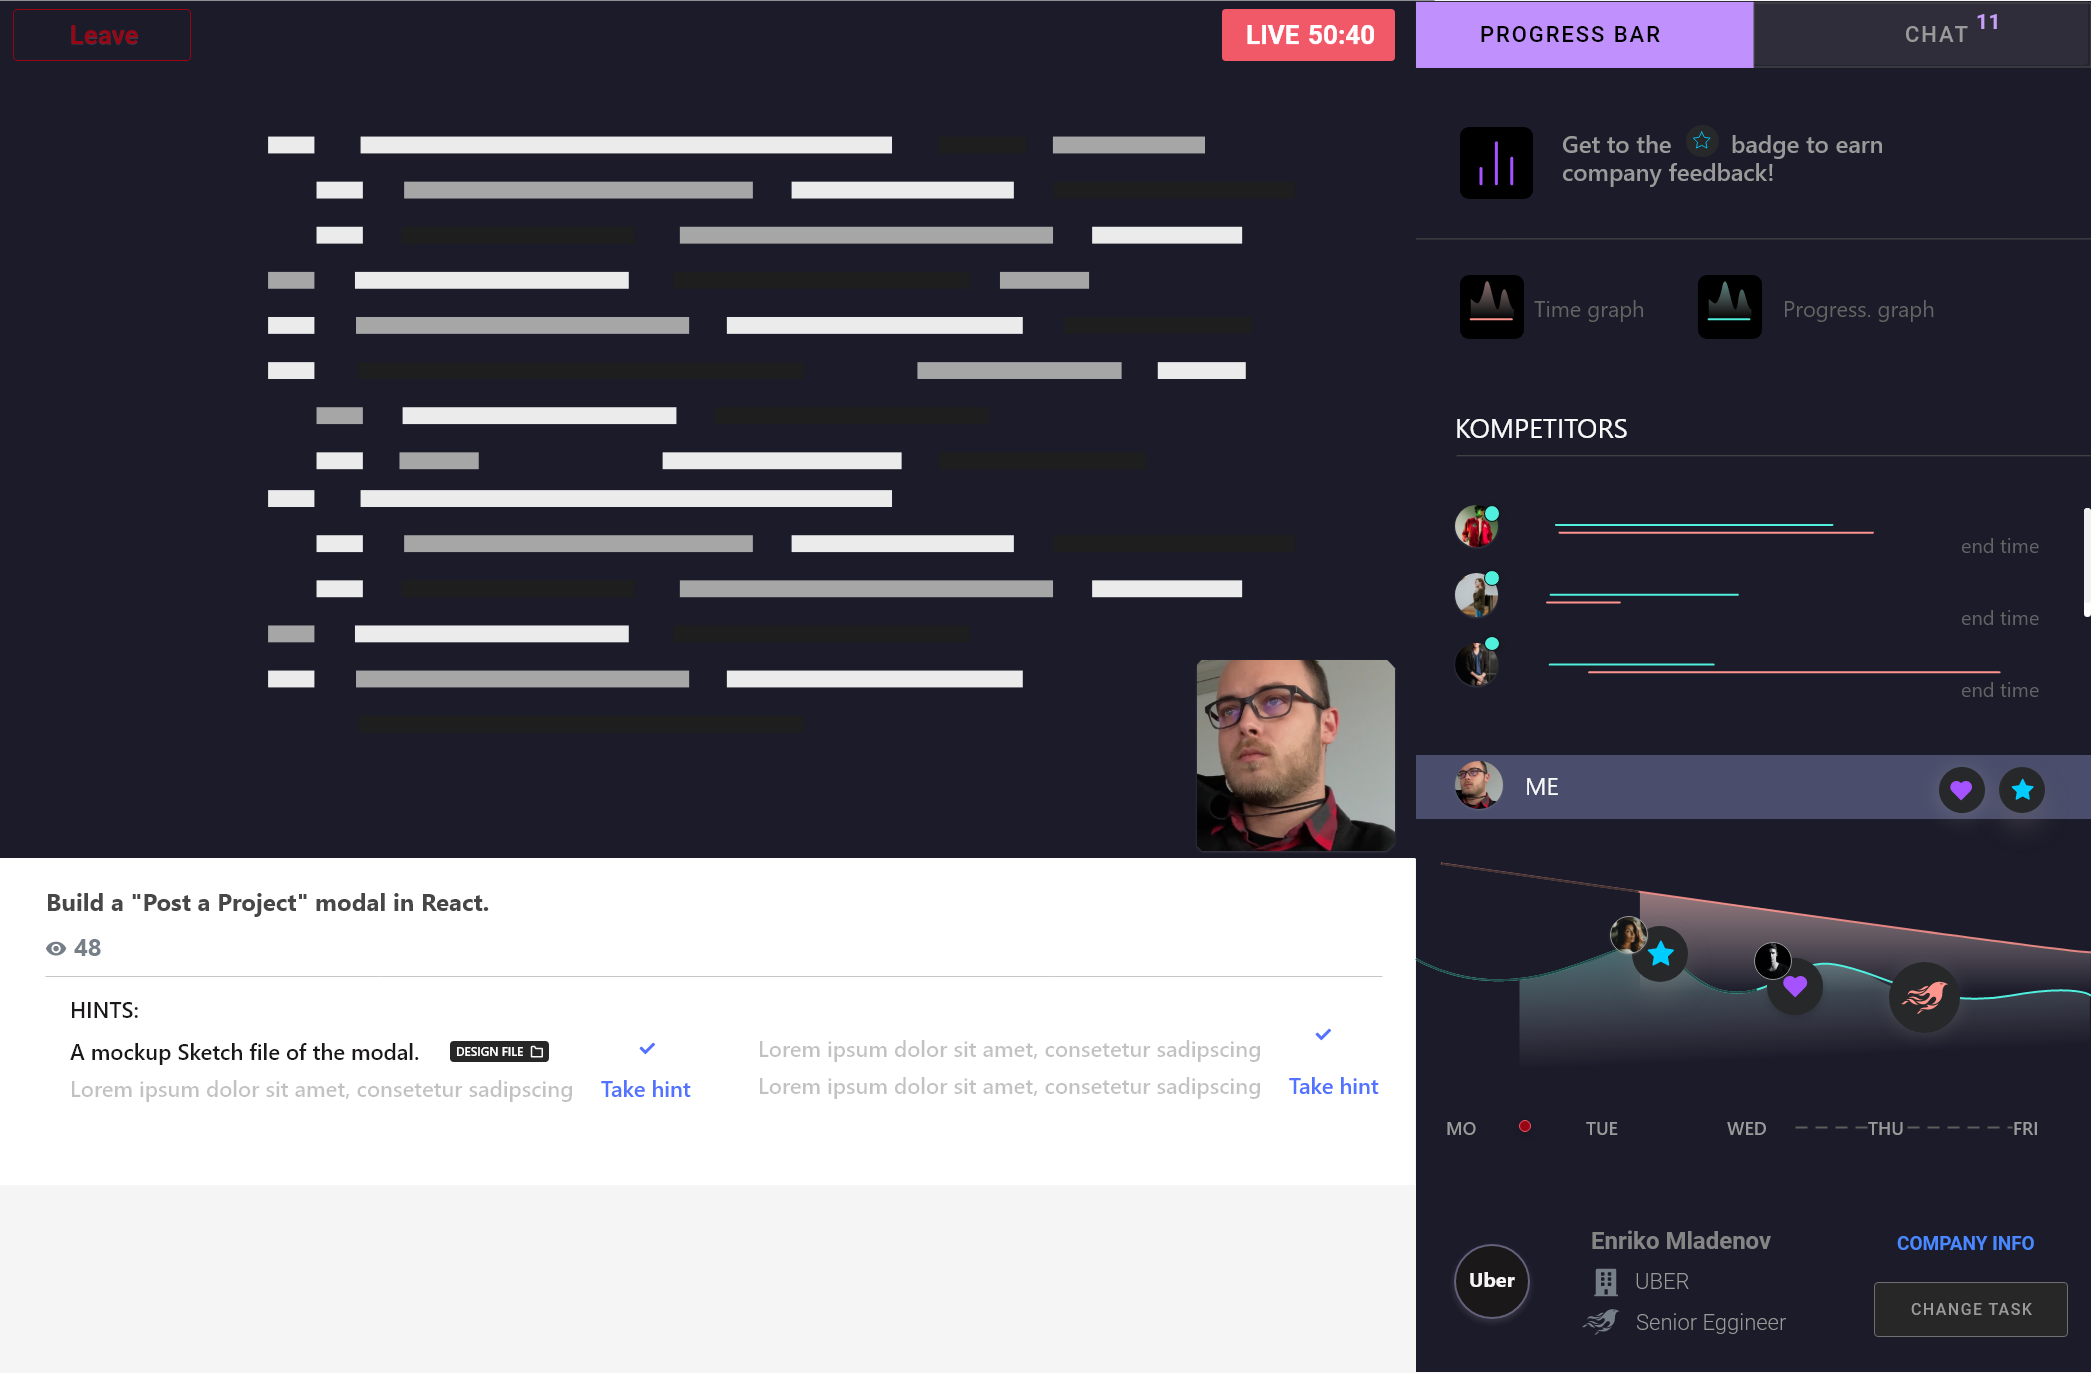 Leave
LIVE 50:40
PROGRESS BAR
CHAT 11
Get to the badge to earn
company feedback!
Time graph
Progress. graph
KOMPETITORS
end time
end time
end time
ME
Build a "Post a Project" modal in React.
48
HINTS:
A mockup Sketch file of the modal.
DESIGN FILE
Lorem ipsum dolor sit amet, consetetur sadipscing
Take hint
Lorem ipsum dolor sit amet, consetetur sadipscing
Lorem ipsum dolor sit amet, consetetur sadipscing
Take hint
MO TUE WED THU FRI
Uber
Enriko Mladenov
UBER
Senior Eggineer
COMPANY INFO
CHANGE TASK